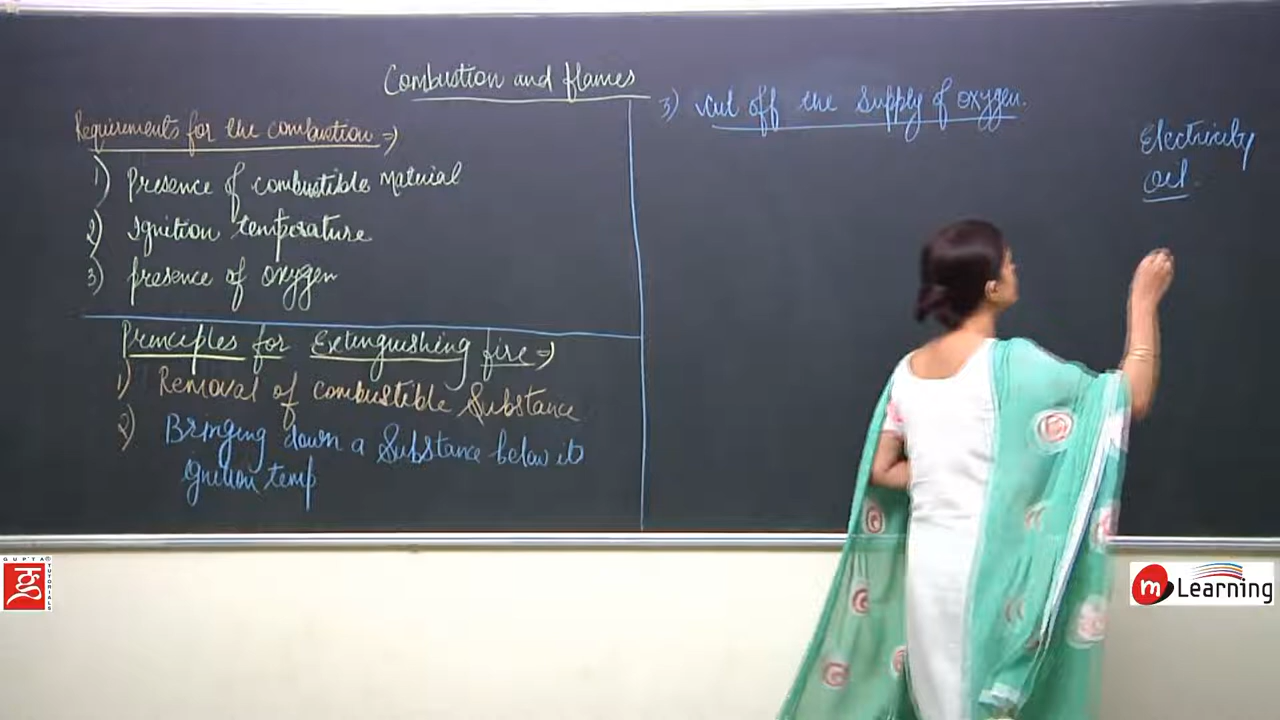 Combustion and flames
Requirements for the combustion ⇒
1) Presence of combustible Material
2) Ignition temperature
3) presence of oxygen
Principles for Extinguishing fire ⇒
1) Removal of combustible Substance
2) Bringing down a Substance below its
ignition temp
3) Cut off the Supply of oxygen.
Electricity
Oil.
GUPTA
TUTORIALS
m Learning